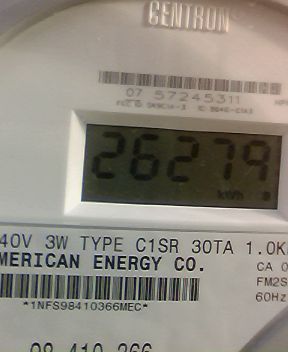 CENTRON
07 57245311
26279
kWh
40V 3W TYPE C1SR 30TA 1.0K
MERICAN ENERGY CO.
CA 0
FM2S
60Hz
*1NFS98410366MEC*
98 410 366